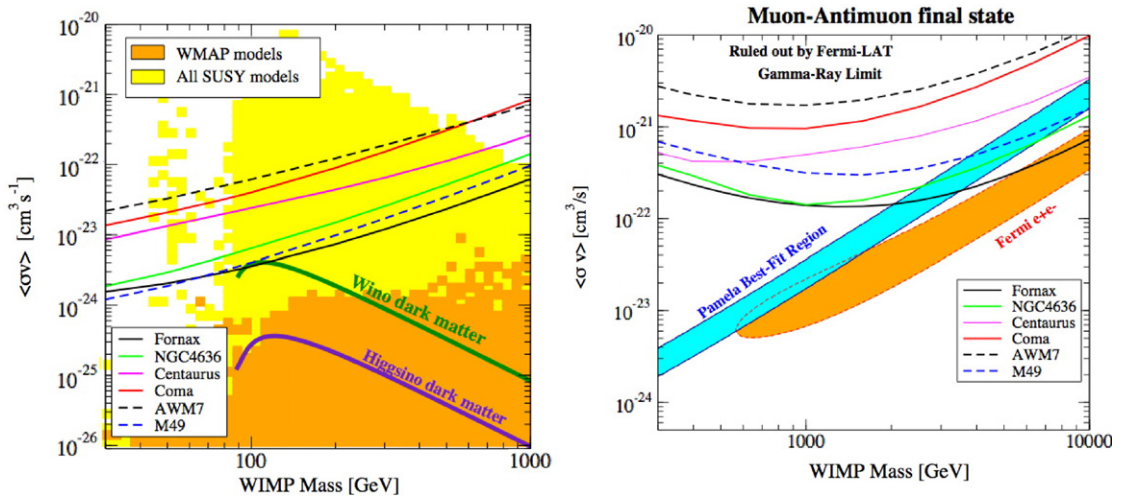 10^-20
10^-21
10^-22
10^-23
10^-24
10^-25
10^-26
<σv> [cm^3 s^-1]
WMAP models
All SUSY models
Wino dark matter
Higgsino dark matter
Fornax
NGC4636
Centaurus
Coma
AWM7
M49
100
1000
WIMP Mass [GeV]
Muon-Antimuon final state
10^-20
10^-21
10^-22
10^-23
10^-24
<σ v> [cm^3/s]
Ruled out by Fermi-LAT
Gamma-Ray Limit
Pamela Best-Fit Region
Fermi e+e-
Fornax
NGC4636
Centaurus
Coma
AWM7
M49
1000
10000
WIMP Mass [GeV]